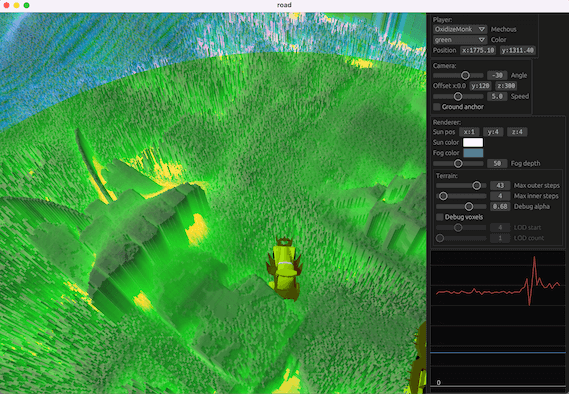 road
Player:
OxidizeMonk Mechous
green Color
Position x:1775.10 y:1311.40
Camera:
-30 Angle
Offset x:0.0 y:120 z:300
5.0 Speed
Ground anchor
Renderer:
Sun pos x:1 y:4 z:4
Sun color
Fog color
50 Fog depth
Terrain:
43 Max outer steps
4 Max inner steps
0.68 Debug alpha
Debug voxels
4 LOD start
1 LOD count
0